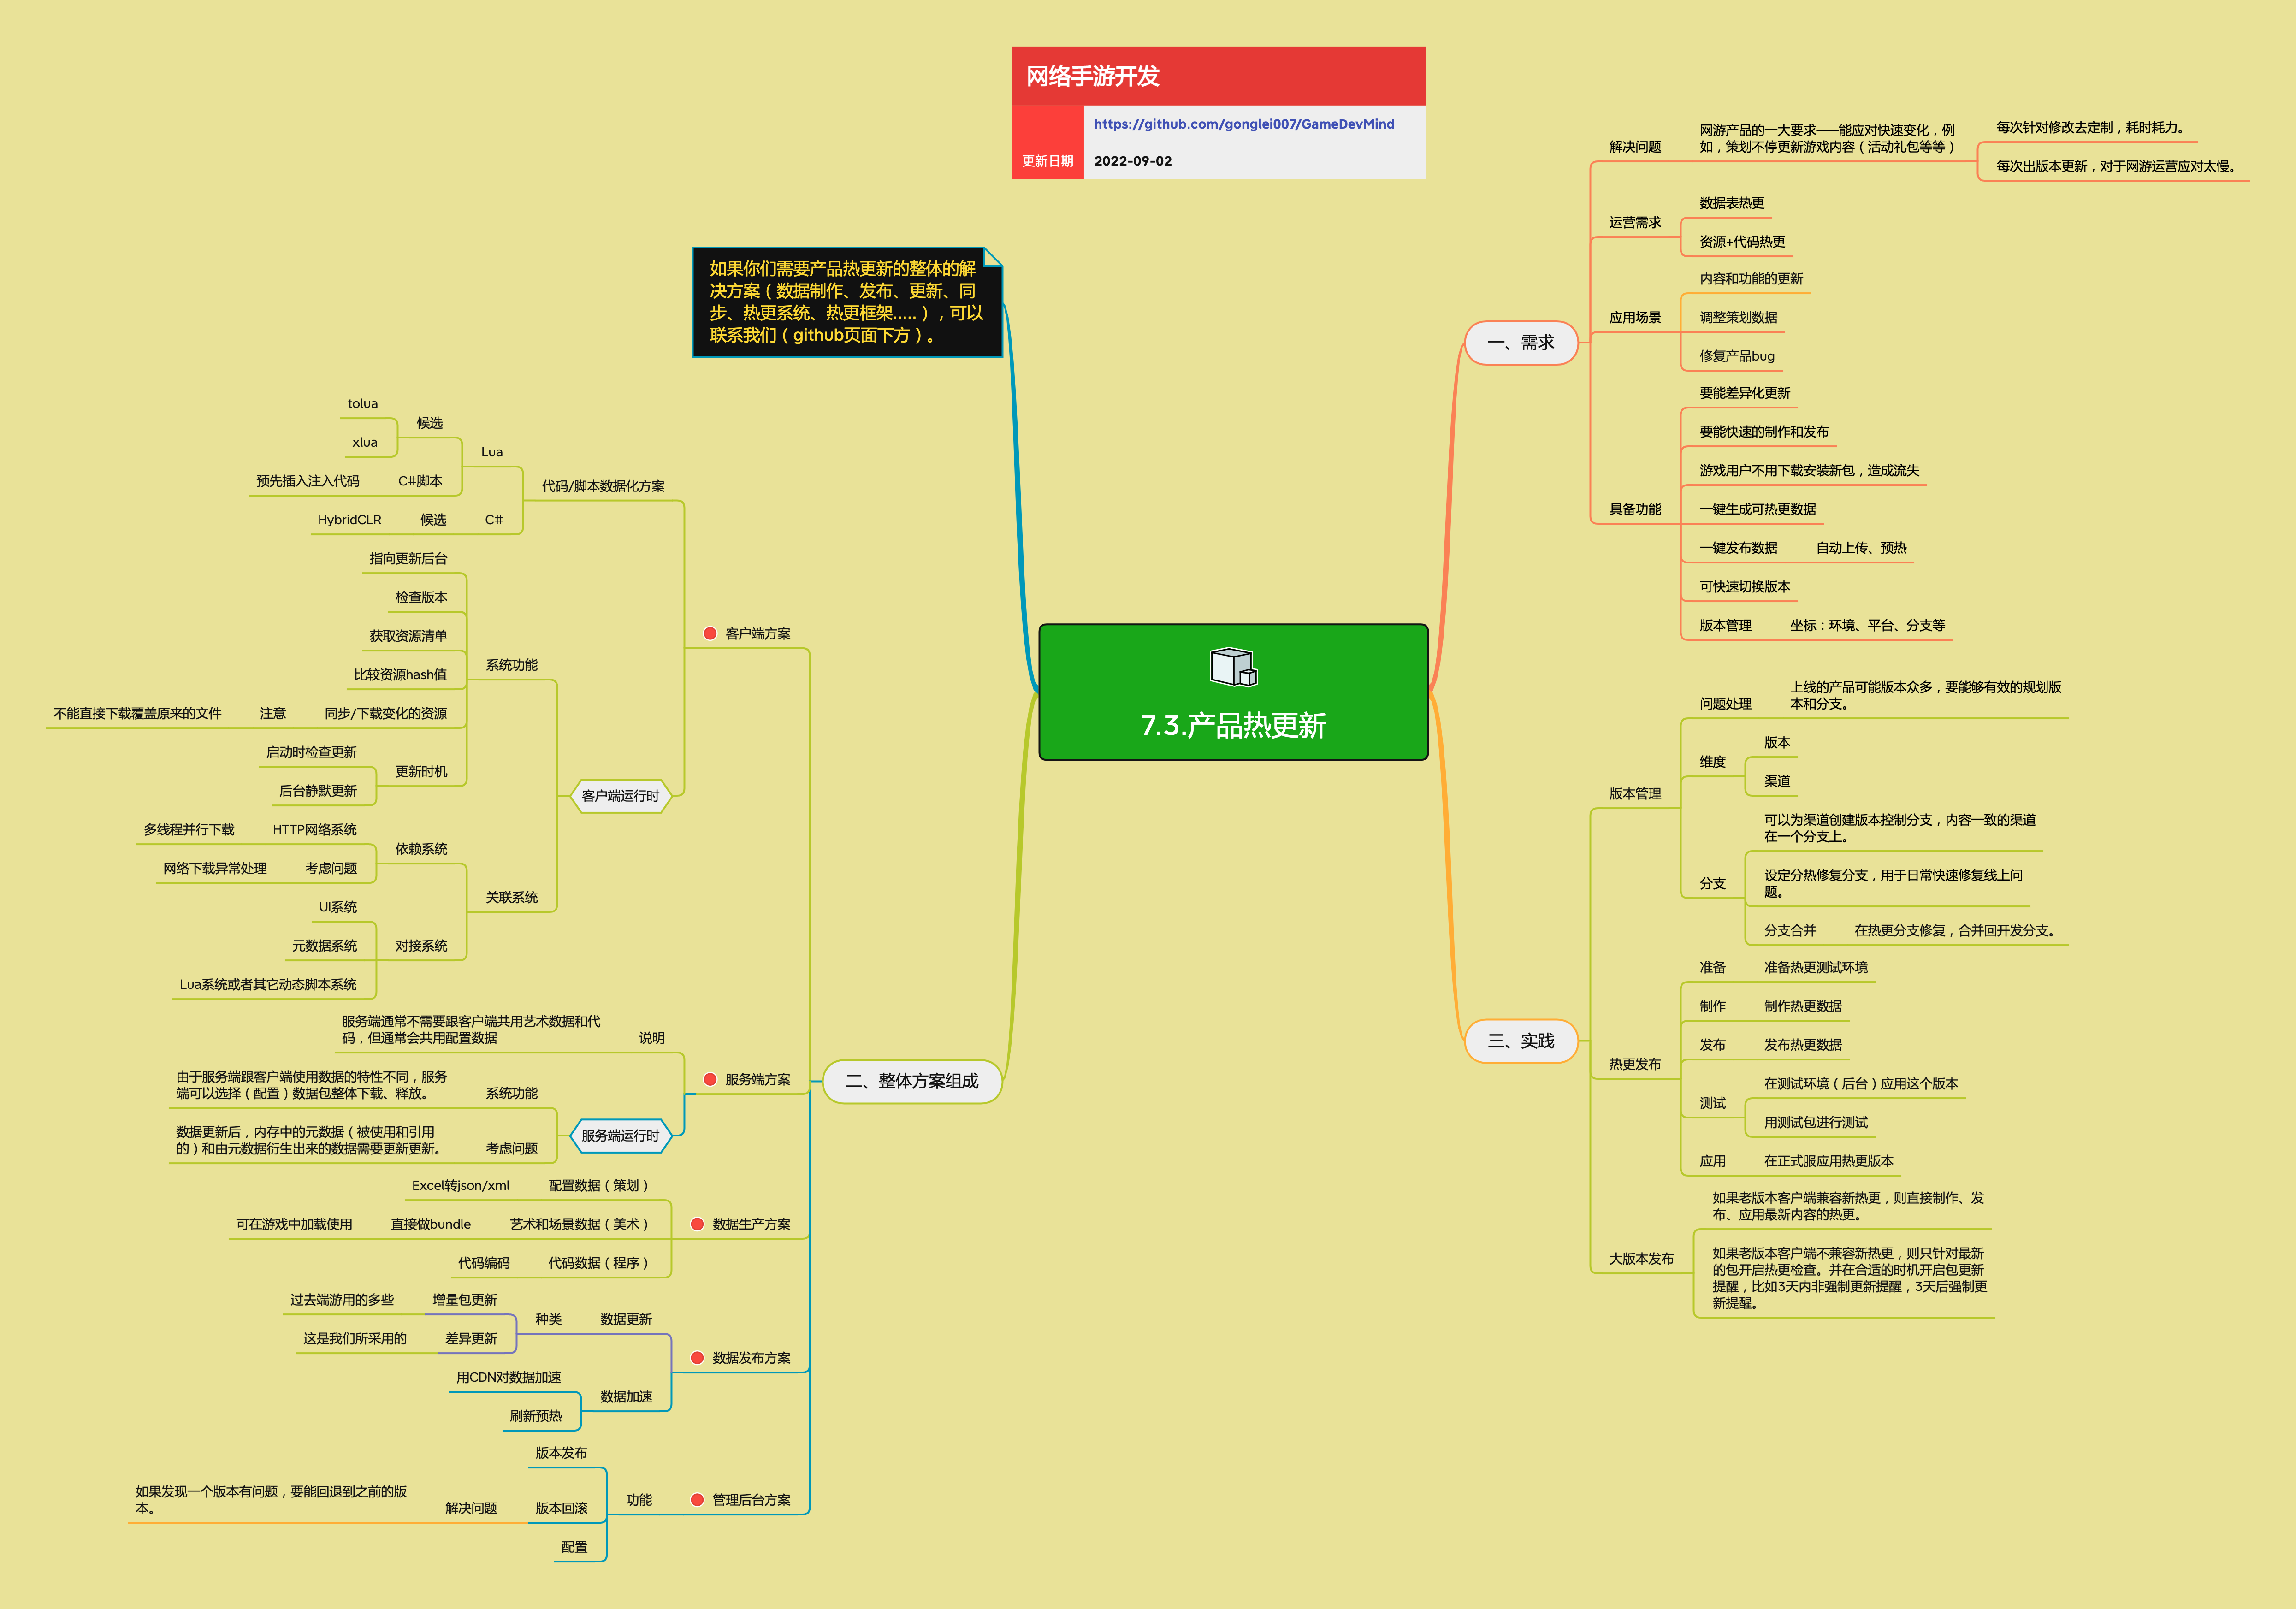 网络手游开发
https://github.com/gonglei007/GameDevMind
更新日期
2022-09-02
如果你们需要产品热更新的整体的解
决方案（数据制作、发布、更新、同
步、热更系统、热更框架.....），可以
联系我们（github页面下方）。
7.3.产品热更新
一、需求
解决问题
网游产品的一大要求——能应对快速变化，例
如，策划不停更新游戏内容（活动礼包等等）
每次针对修改去定制，耗时耗力。
每次出版本更新，对于网游运营应对太慢。
运营需求
数据表热更
资源+代码热更
应用场景
内容和功能的更新
调整策划数据
修复产品bug
具备功能
要能差异化更新
要能快速的制作和发布
游戏用户不用下载安装新包，造成流失
一键生成可热更数据
一键发布数据
自动上传、预热
可快速切换版本
版本管理
坐标：环境、平台、分支等
二、整体方案组成
客户端方案
代码/脚本数据化方案
Lua
候选
tolua
xlua
C#脚本
预先插入注入代码
C#
候选
HybridCLR
客户端运行时
系统功能
指向更新后台
检查版本
获取资源清单
比较资源hash值
同步/下载变化的资源
注意
不能直接下载覆盖原来的文件
更新时机
启动时检查更新
后台静默更新
关联系统
依赖系统
HTTP网络系统
多线程并行下载
考虑问题
网络下载异常处理
对接系统
UI系统
元数据系统
Lua系统或者其它动态脚本系统
服务端方案
说明
服务端通常不需要跟客户端共用艺术数据和代
码，但通常会共用配置数据
服务端运行时
系统功能
由于服务端跟客户端使用数据的特性不同，服务
端可以选择（配置）数据包整体下载、释放。
考虑问题
数据更新后，内存中的元数据（被使用和引用
的）和由元数据衍生出来的数据需要更新更新。
数据生产方案
配置数据（策划）
Excel转json/xml
艺术和场景数据（美术）
直接做bundle
可在游戏中加载使用
代码数据（程序）
代码编码
数据发布方案
数据更新
种类
增量包更新
过去端游用的多些
差异更新
这是我们所采用的
数据加速
用CDN对数据加速
刷新预热
管理后台方案
功能
版本发布
版本回滚
解决问题
如果发现一个版本有问题，要能回退到之前的版
本。
配置
三、实践
版本管理
问题处理
上线的产品可能版本众多，要能够有效的规划版
本和分支。
维度
版本
渠道
分支
可以为渠道创建版本控制分支，内容一致的渠道
在一个分支上。
设定分热修复分支，用于日常快速修复线上问
题。
分支合并
在热更分支修复，合并回开发分支。
热更发布
准备
准备热更测试环境
制作
制作热更数据
发布
发布热更数据
测试
在测试环境（后台）应用这个版本
用测试包进行测试
应用
在正式服应用热更版本
大版本发布
如果老版本客户端兼容新热更，则直接制作、发
布、应用最新内容的热更。
如果老版本客户端不兼容新热更，则只针对最新
的包开启热更检查。并在合适的时机开启包更新
提醒，比如3天内非强制更新提醒，3天后强制更
新提醒。